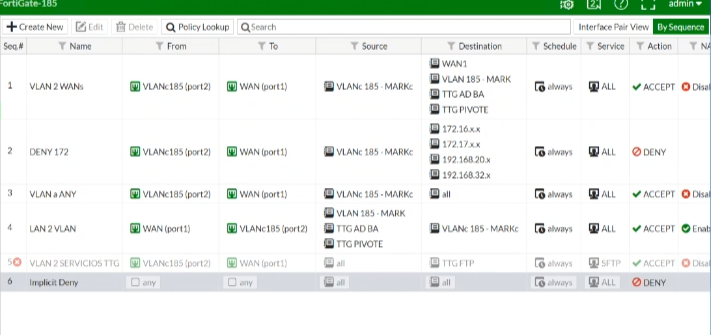 FortiGate-185 admin
Create New Edit Delete Policy Lookup Search Interface Pair View By Sequence
Seq.# Name From To Source Destination Schedule Service Action NA
1 VLAN 2 WANs VLANc185 (port2) WAN (port1) VLANc 185 - MARKc WAN1 always ALL ACCEPT Disal
VLAN 185 - MARK
TTG AD BA
TTG PIVOTE
2 DENY 172 VLANc185 (port2) WAN (port1) VLANc 185 - MARKc 172.16.x.x always ALL DENY
172.17.x.x
192.168.20.x
192.168.32.x
3 VLAN a ANY VLANc185 (port2) WAN (port1) VLANc 185 - MARKc all always ALL ACCEPT Disal
4 LAN 2 VLAN WAN (port1) VLANc185 (port2) VLAN 185 - MARK VLANc 185 - MARKc always ALL ACCEPT Enab
TTG AD BA
TTG PIVOTE
5 VLAN 2 SERVICIOS TTG VLANc185 (port2) WAN (port1) all TTG FTP always SFTP ACCEPT Disal
6 Implicit Deny any any all all always ALL DENY